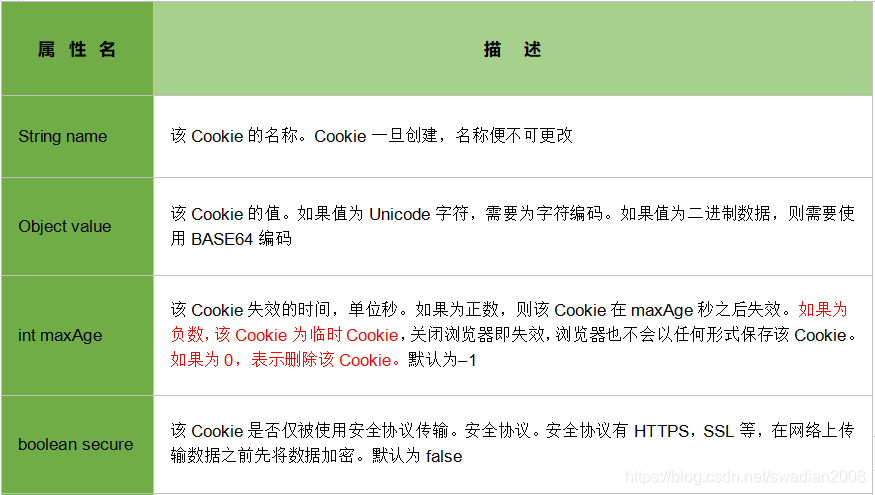 属 性 名
描 述
String name
该 Cookie 的名称。Cookie 一旦创建，名称便不可更改
Object value
该 Cookie 的值。如果值为 Unicode 字符，需要为字符编码。如果值为二进制数据，则需要使
用 BASE64 编码
int maxAge
该 Cookie 失效的时间，单位秒。如果为正数，则该 Cookie 在 maxAge 秒之后失效。如果为
负数，该 Cookie 为临时 Cookie，关闭浏览器即失效，浏览器也不会以任何形式保存该 Cookie。
如果为 0，表示删除该 Cookie。默认为–1
boolean secure
该 Cookie 是否仅被使用安全协议传输。安全协议。安全协议有 HTTPS，SSL 等，在网络上传
输数据之前先将数据加密。默认为 false
https://blog.csdn.net/swadian2008